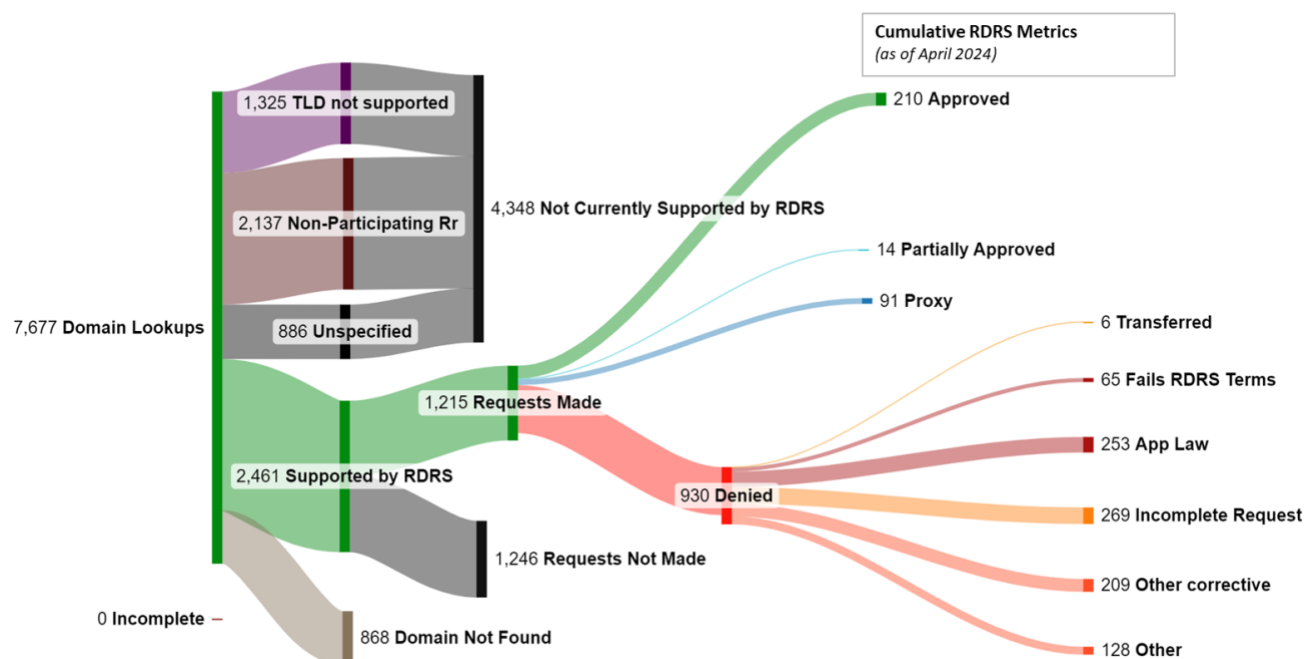 Cumulative RDRS Metrics
(as of April 2024)
210 Approved
1,325 TLD not supported
4,348 Not Currently Supported by RDRS
2,137 Non-Participating Rr
14 Partially Approved
91 Proxy
7,677 Domain Lookups
886 Unspecified
6 Transferred
65 Fails RDRS Terms
1,215 Requests Made
253 App Law
2,461 Supported by RDRS
930 Denied
269 Incomplete Request
1,246 Requests Not Made
209 Other corrective
0 Incomplete
868 Domain Not Found
128 Other